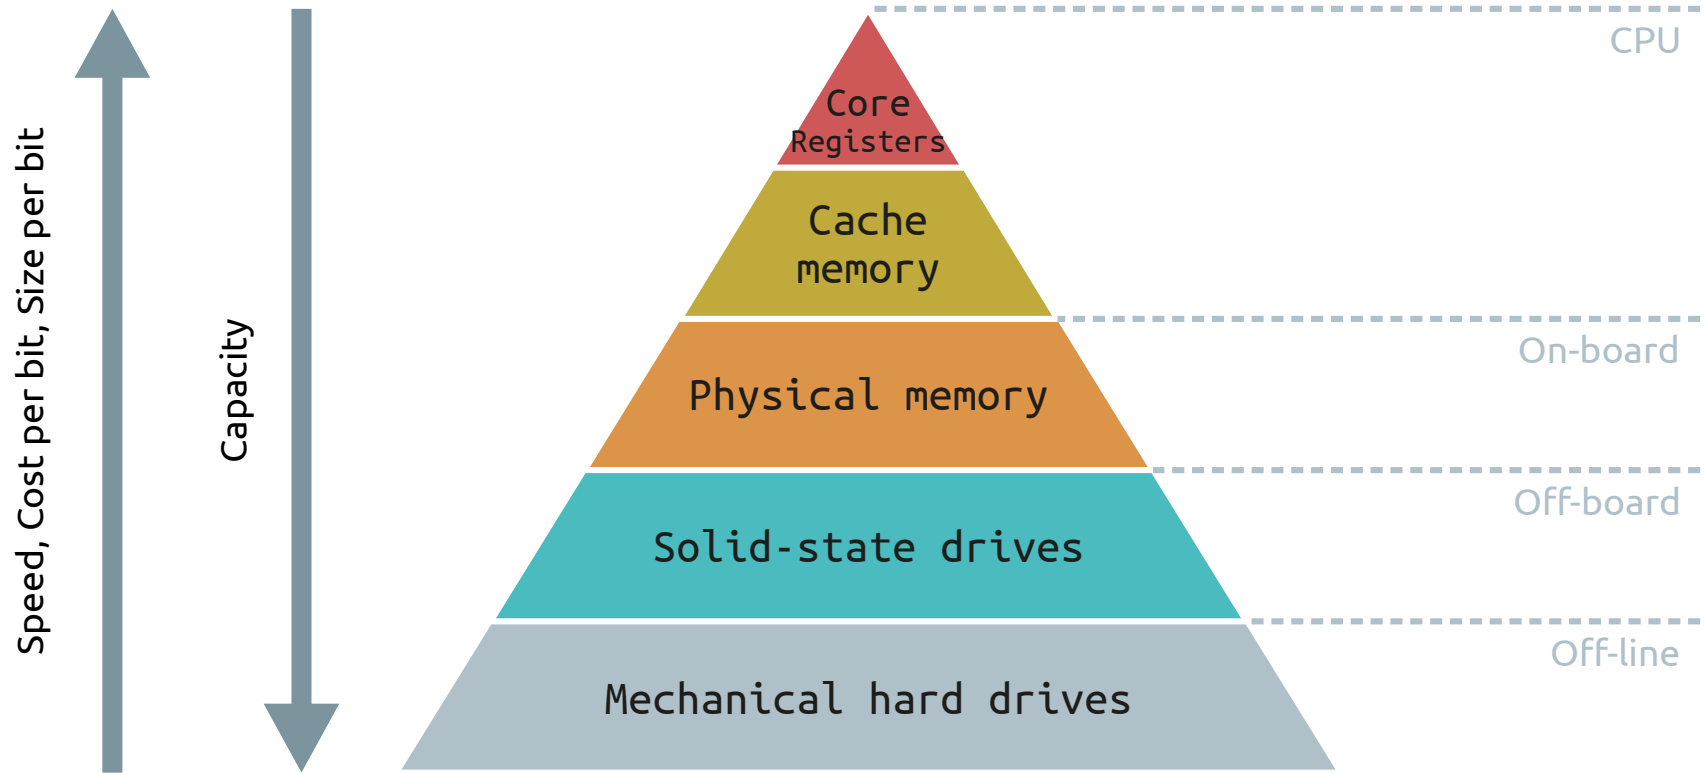 Speed, Cost per bit, Size per bit
Capacity
CPU
Core
Registers
Cache
memory
On-board
Physical memory
Off-board
Solid-state drives
Off-line
Mechanical hard drives